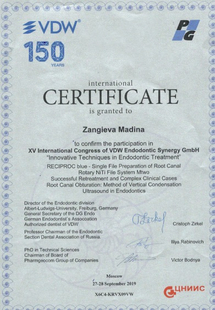 VDW
150
YEARS
PG
international
CERTIFICATE
is granted to
Zangieva Madina
to confirm the participation in
XV International Congress of VDW Endodontic Synergy GmbH
"Innovative Techniques in Endodontic Treatment"
RECIPROC blue - Single File Preparation of Root Canal
Rotary NiTi File System Mtwo
Successful Retreatment and Complex Clinical Cases
Root Canal Obturation: Method of Vertical Condensation
Ultrasound in Endodontics
Director of the Endodontic division
Albert-Ludwigs-University, Freiburg, Germany
General Secretary of the DG Endo
German Endodontist's Association
Authorized dentist of VDW
Professor, Chairman of the Endodontist
Section Dental Association of Russia
PhD in Technical Sciences
Chairman of Board of
Pharmgeocom Group of Companies
Cristoph Zirkel
Illya Rabinovich
Victor Bodnya
Moscow
27-28 September 2019
ЦНИИС